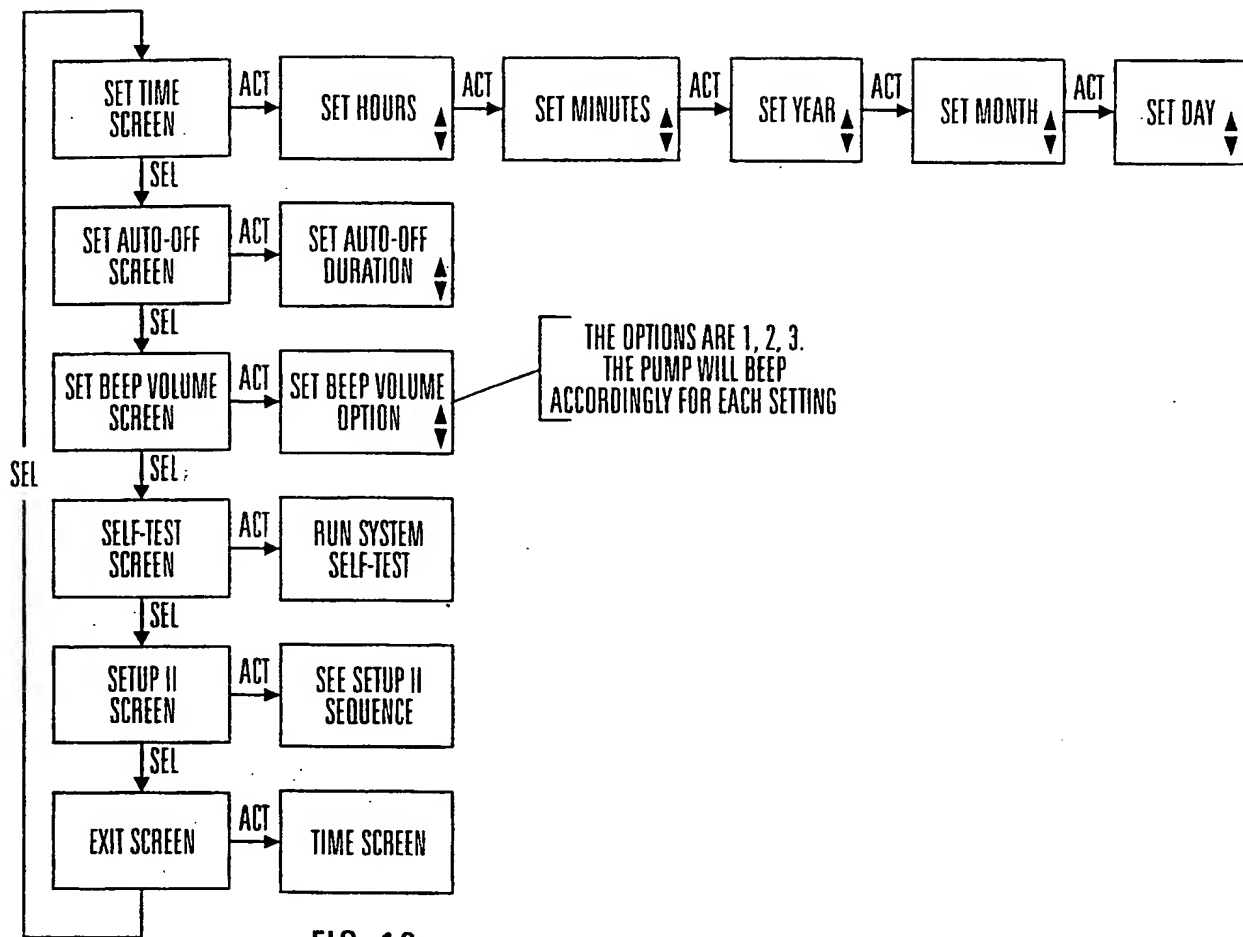 SET TIME
SCREEN
ACT
SET HOURS
ACT
SET MINUTES
ACT
SET YEAR
ACT
SET MONTH
ACT
SET DAY
SEL
SET AUTO-OFF
SCREEN
ACT
SET AUTO-OFF
DURATION
SEL
SET BEEP VOLUME
SCREEN
ACT
SET BEEP VOLUME
OPTION
THE OPTIONS ARE 1, 2, 3.
THE PUMP WILL BEEP
ACCORDINGLY FOR EACH SETTING
SEL
SEL
SELF-TEST
SCREEN
ACT
RUN SYSTEM
SELF-TEST
SEL
SETUP II
SCREEN
ACT
SEE SETUP II
SEQUENCE
SEL
EXIT SCREEN
ACT
TIME SCREEN